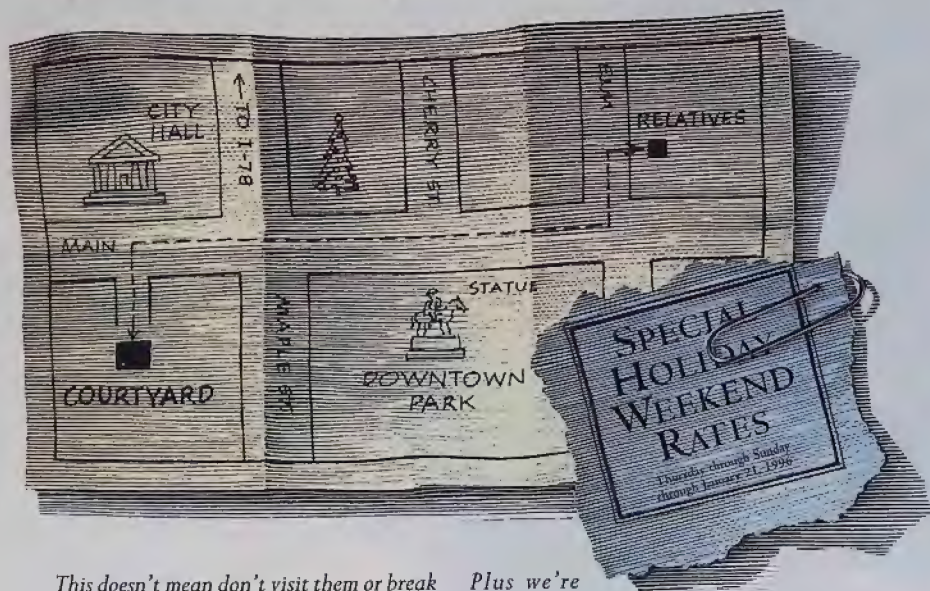 CITY
HALL
← TO I-78
CHERRY ST
ELM
RELATIVES
MAIN
MAPLE ST.
STATUE
DOWNTOWN
PARK
COURTYARD
SPECIAL
HOLIDAY
WEEKEND
RATES
Thursday through Sunday
through January 21, 1996
This doesn't mean don't visit them or break
Plus we're